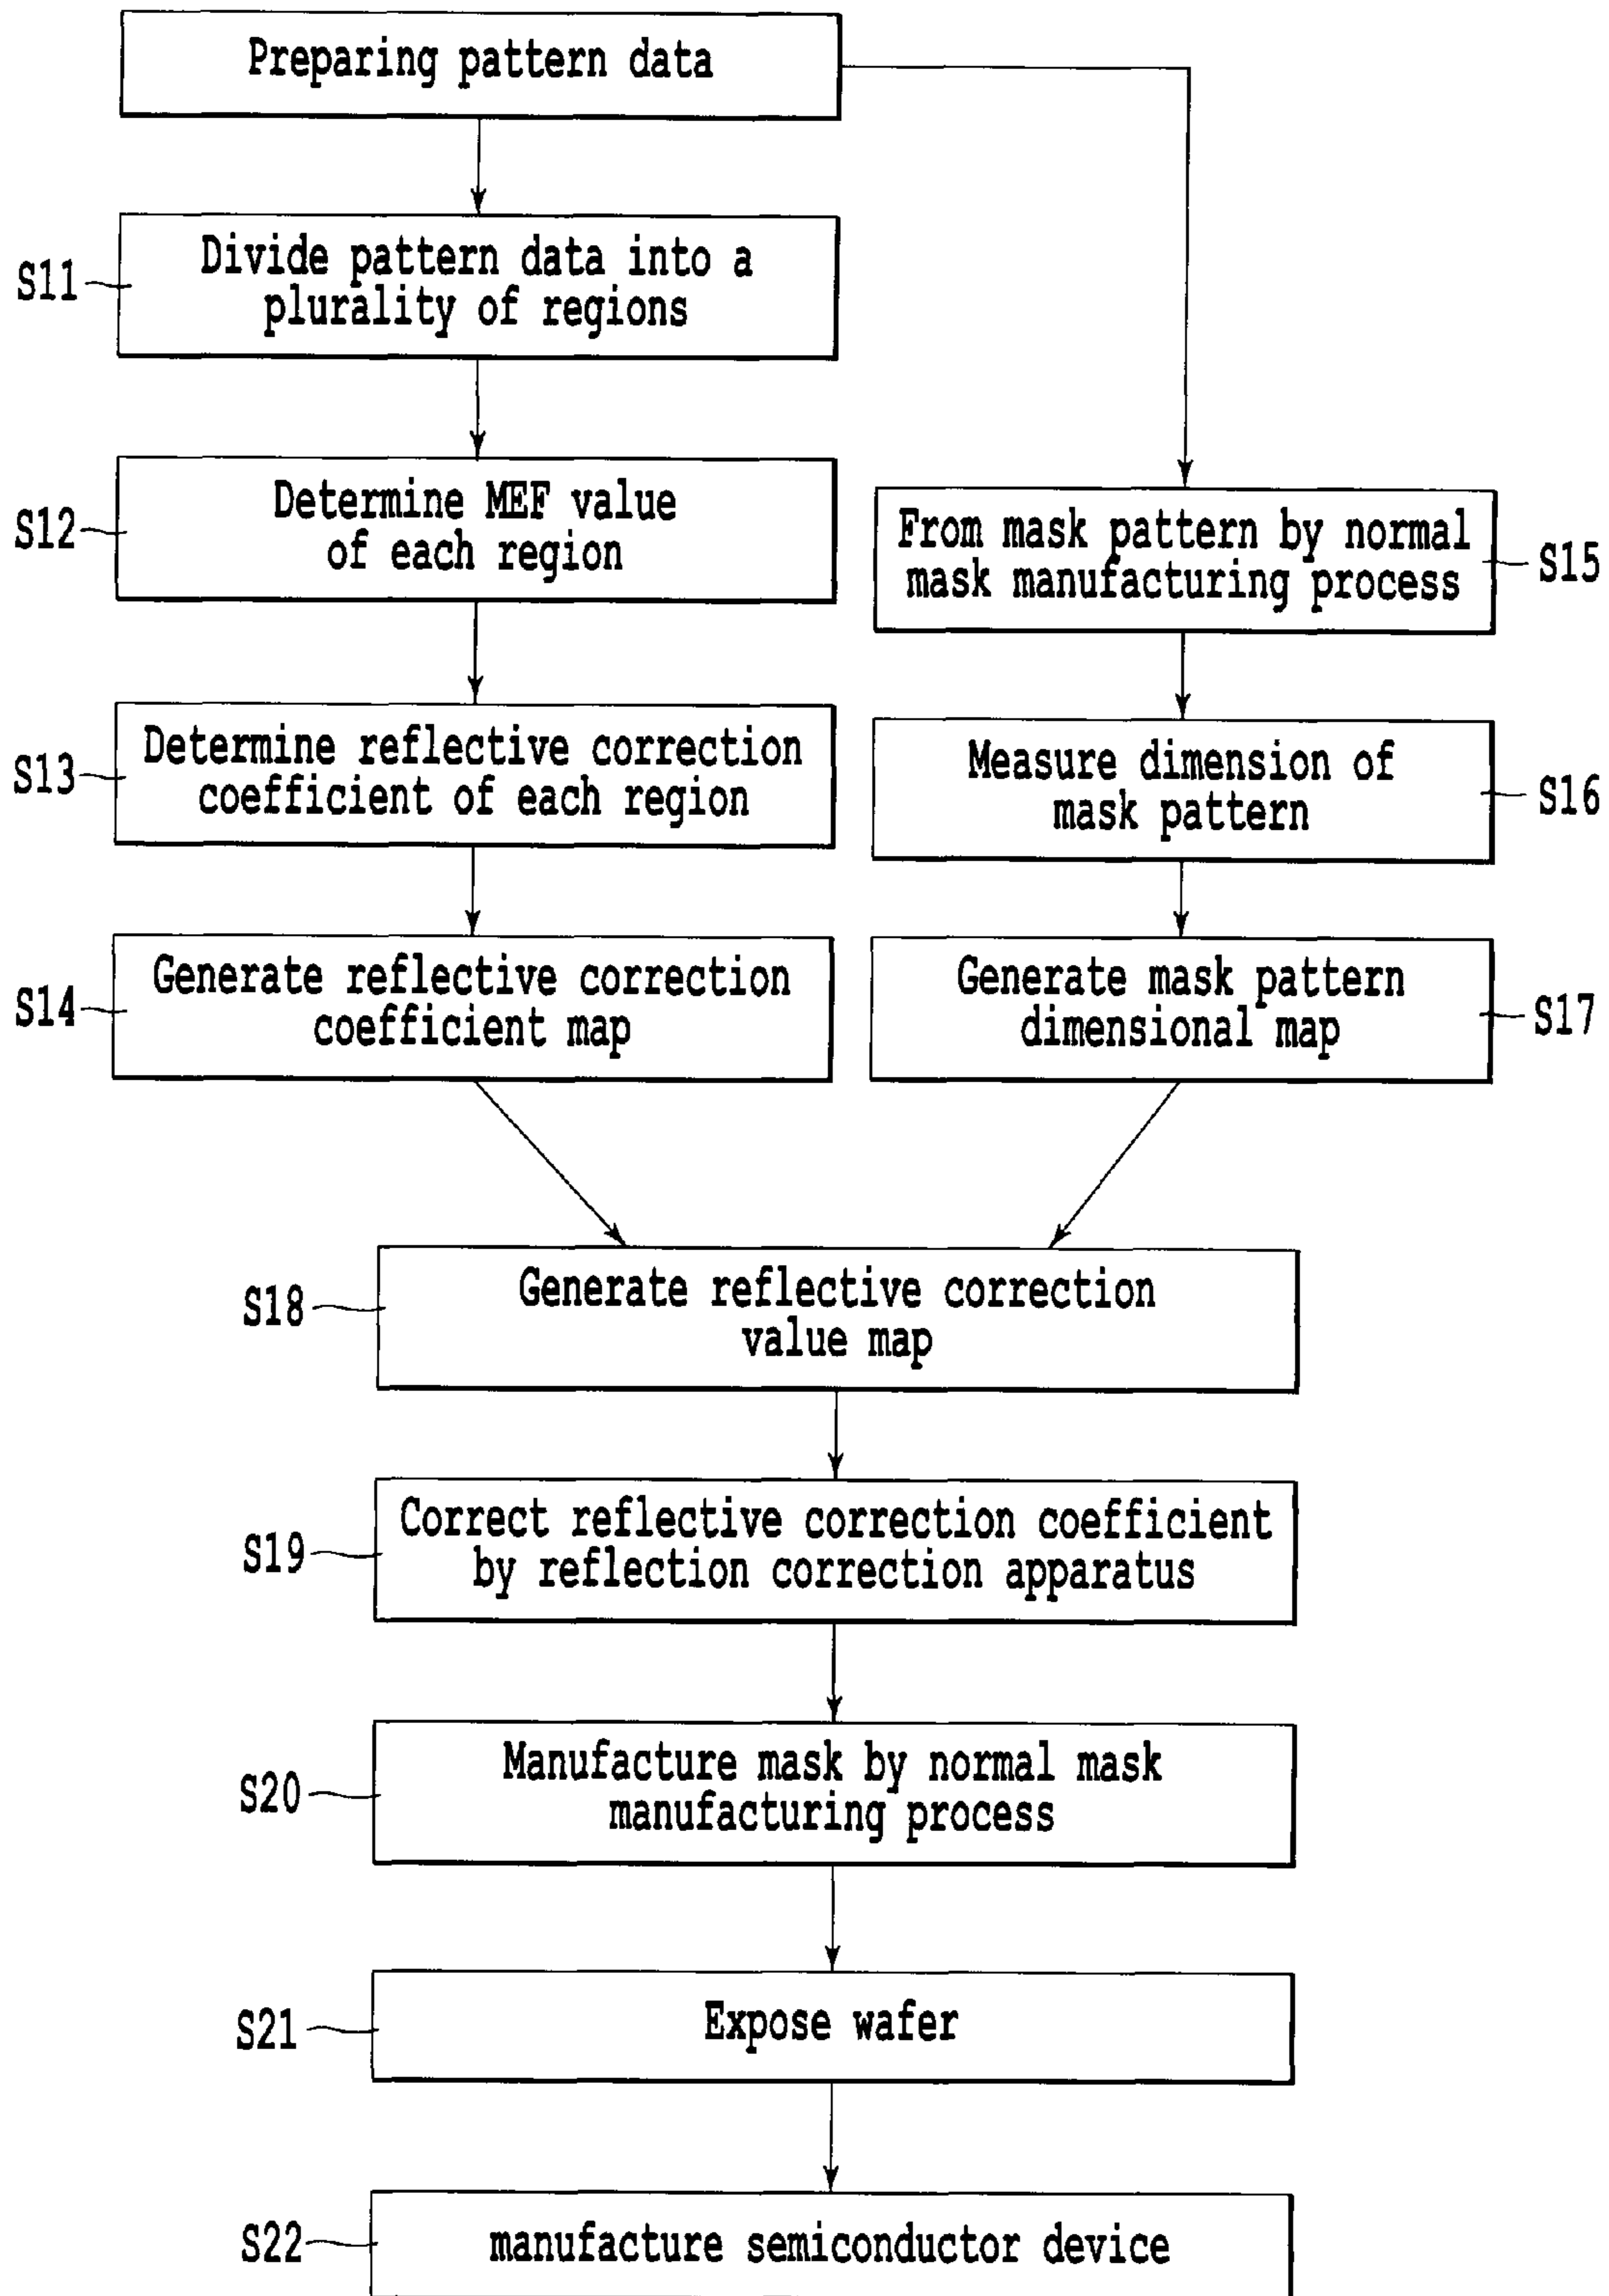 Preparing pattern data
S11
Divide pattern data into a
plurality of regions
S12
Determine MEF value
of each region
S13
Determine reflective correction
coefficient of each region
S14
Generate reflective correction
coefficient map
From mask pattern by normal
mask manufacturing process
S15
Measure dimension of
mask pattern
S16
Generate mask pattern
dimensional map
S17
S18
Generate reflective correction
value map
S19
Correct reflective correction coefficient
by reflection correction apparatus
S20
Manufacture mask by normal mask
manufacturing process
S21
Expose wafer
S22
manufacture semiconductor device